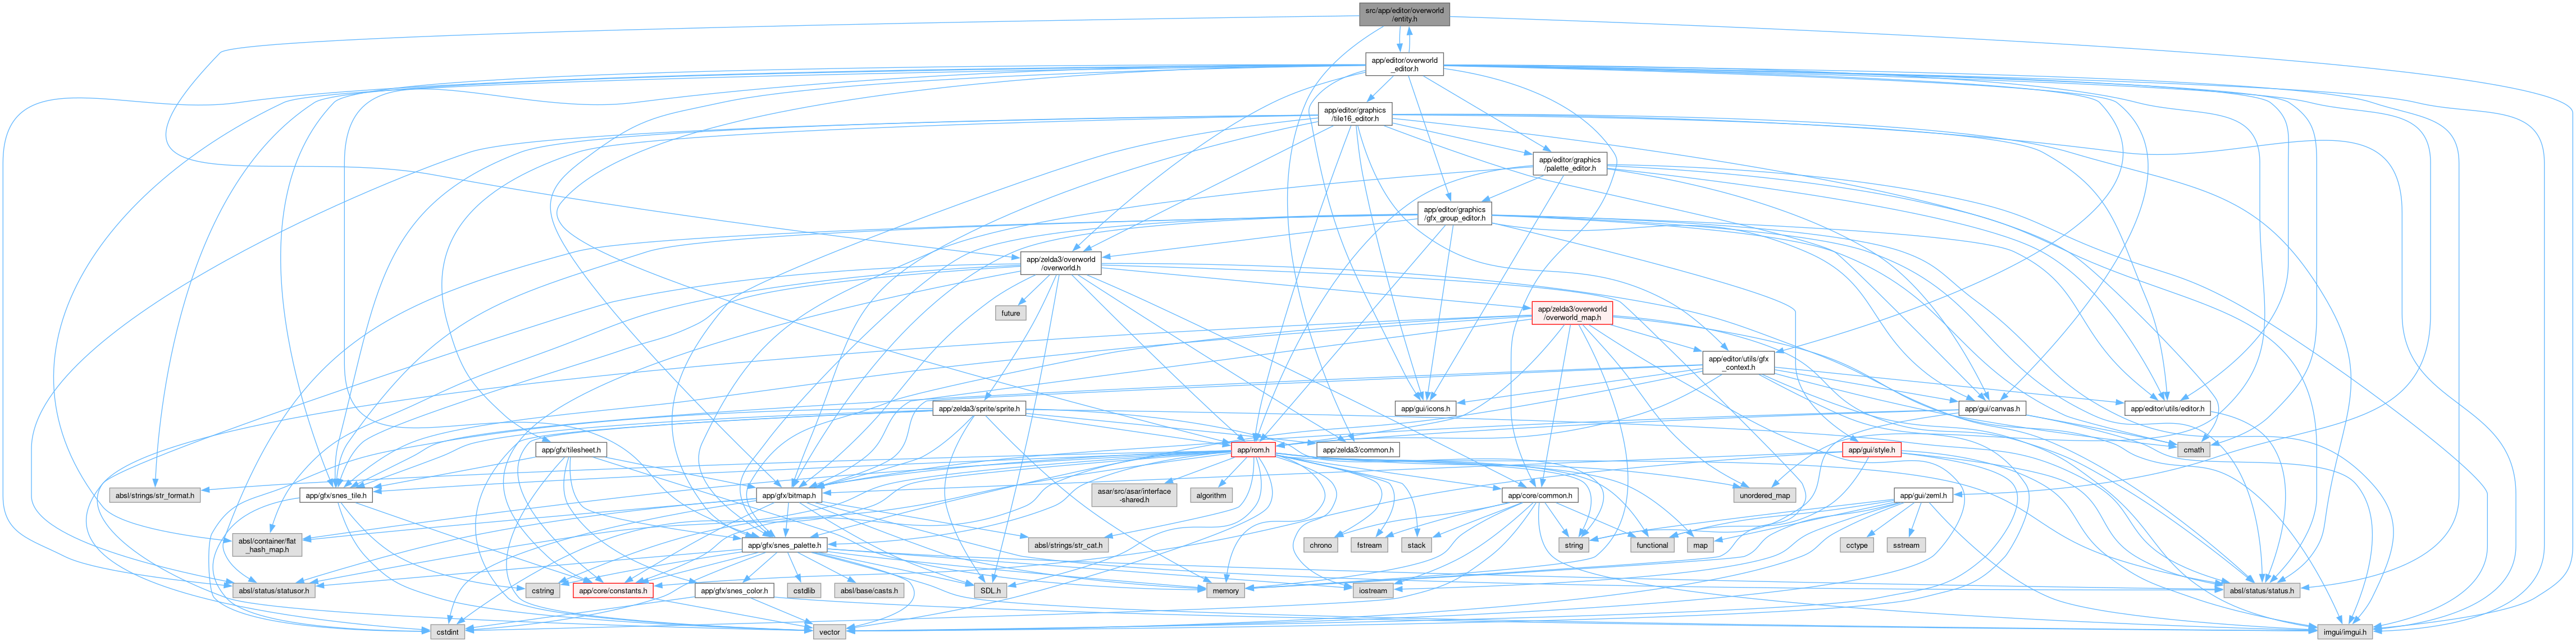 src/app/editor/overworld
/entity.h
app/editor/overworld
_editor.h
app/editor/graphics
/tile16_editor.h
app/editor/graphics
/palette_editor.h
app/editor/graphics
/gfx_group_editor.h
app/zelda3/overworld
/overworld.h
future
app/zelda3/overworld
/overworld_map.h
app/editor/utils/gfx
_context.h
app/zelda3/sprite/sprite.h
app/gui/icons.h
app/gui/canvas.h
app/editor/utils/editor.h
app/gfx/tilesheet.h
app/rom.h
app/zelda3/common.h
app/gui/style.h
cmath
absl/strings/str_format.h
app/gfx/snes_tile.h
app/gfx/bitmap.h
asar/src/asar/interface
-shared.h
algorithm
app/core/common.h
unordered_map
app/gui/zeml.h
absl/container/flat
_hash_map.h
app/gfx/snes_palette.h
absl/strings/str_cat.h
chrono
fstream
stack
string
functional
map
cctype
sstream
absl/status/statusor.h
cstring
app/core/constants.h
app/gfx/snes_color.h
cstdlib
absl/base/casts.h
SDL.h
memory
iostream
absl/status/status.h
cstdint
vector
imgui/imgui.h